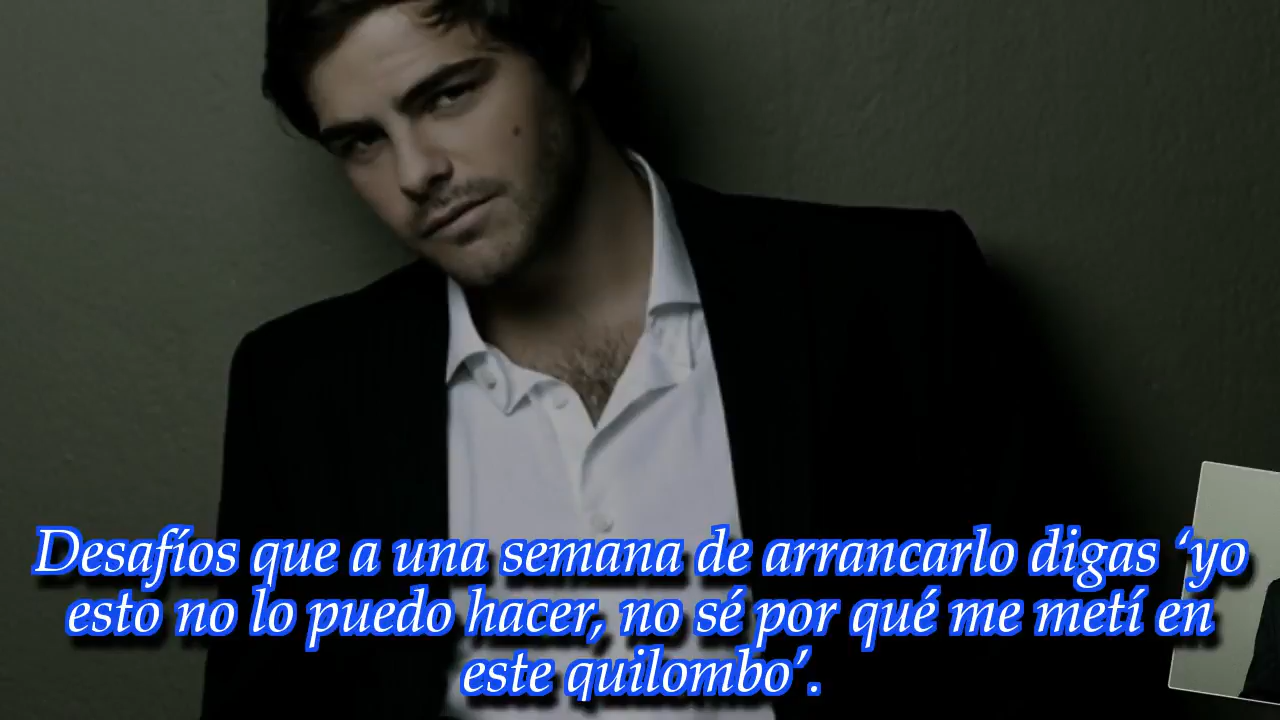 Desafíos que a una semana de arrancarlo digas ‘yo
esto no lo puedo hacer, no sé por qué me metí en
este quilombo’.